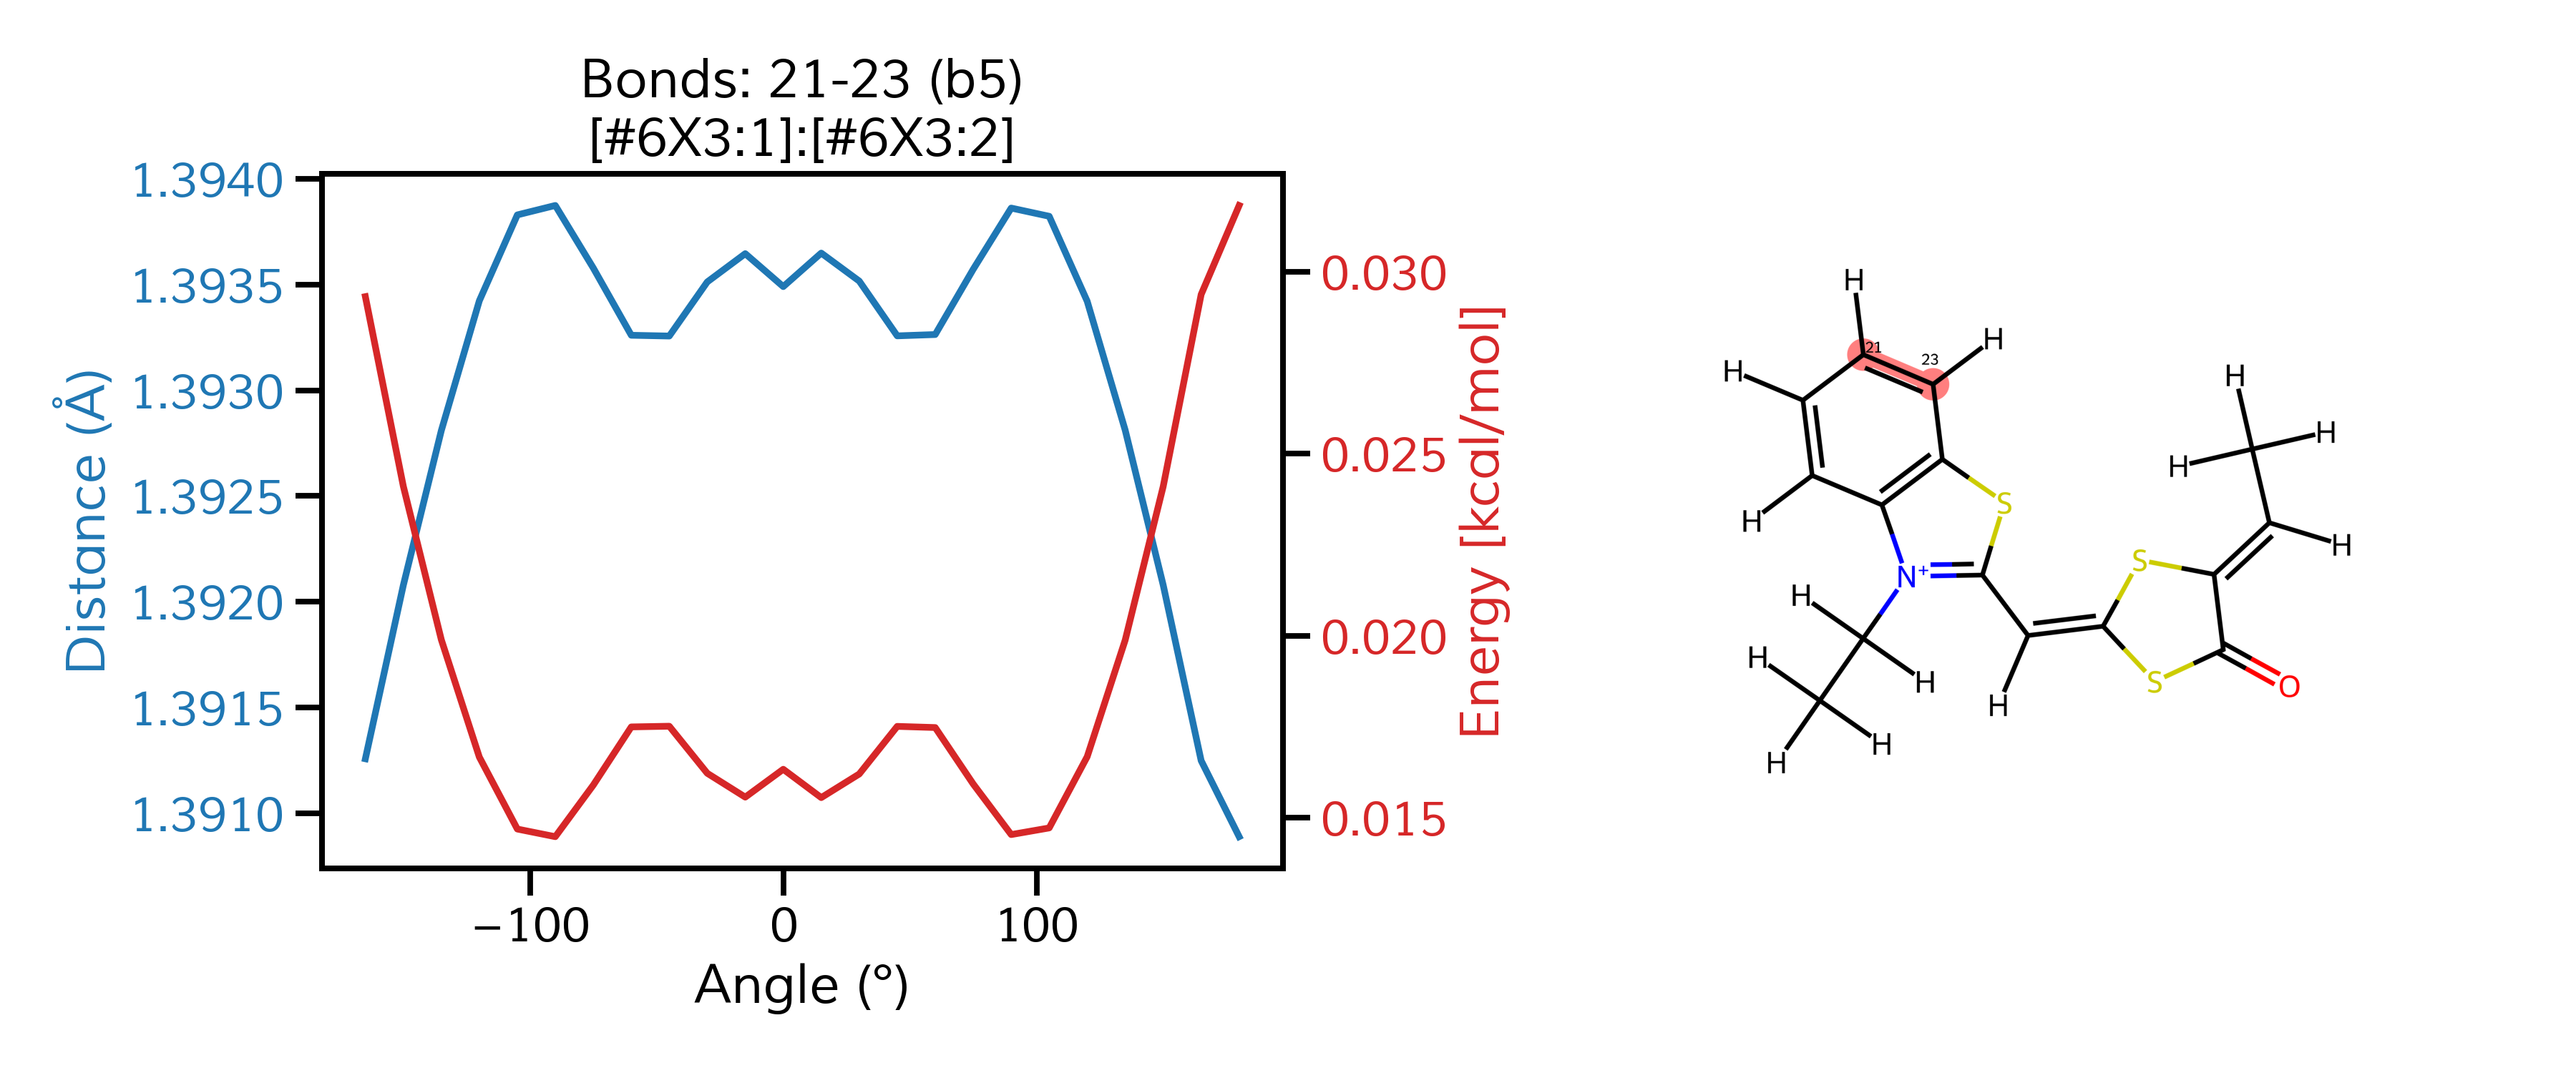 Bonds: 21-23 (b5)
[#6X3:1]:[#6X3:2]
Distance (Å)
1.3940
1.3935
1.3930
1.3925
1.3920
1.3915
1.3910
−100
0
100
Angle (°)
0.030
0.025
0.020
0.015
Energy [kcal/mol]
H
H
21
23
H
H
H
H
H
S
H
H
S
N+
H
H
H
S
O
H
H
H
H